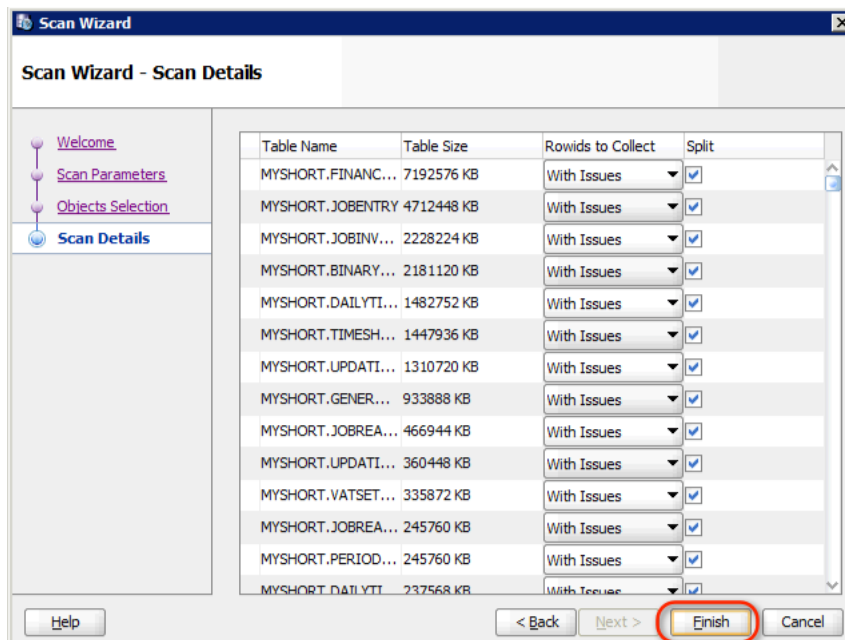 Scan Wizard
Scan Wizard - Scan Details
Welcome
Scan Parameters
Objects Selection
Scan Details
Table Name Table Size Rowids to Collect Split
MYSHORT.FINANC... 7192576 KB With Issues
MYSHORT.JOBENTRY 4712448 KB With Issues
MYSHORT.JOBINV... 2228224 KB With Issues
MYSHORT.BINARY... 2181120 KB With Issues
MYSHORT.DAILYTI... 1482752 KB With Issues
MYSHORT.TIMESH... 1447936 KB With Issues
MYSHORT.UPDATI... 1310720 KB With Issues
MYSHORT.GENER... 933888 KB With Issues
MYSHORT.JOBREA... 466944 KB With Issues
MYSHORT.UPDATI... 360448 KB With Issues
MYSHORT.VATSET... 335872 KB With Issues
MYSHORT.JOBREA... 245760 KB With Issues
MYSHORT.PERIOD... 245760 KB With Issues
MYSHORT.DAILYTI... 237568 KB With Issues
Help < Back Next > Finish Cancel